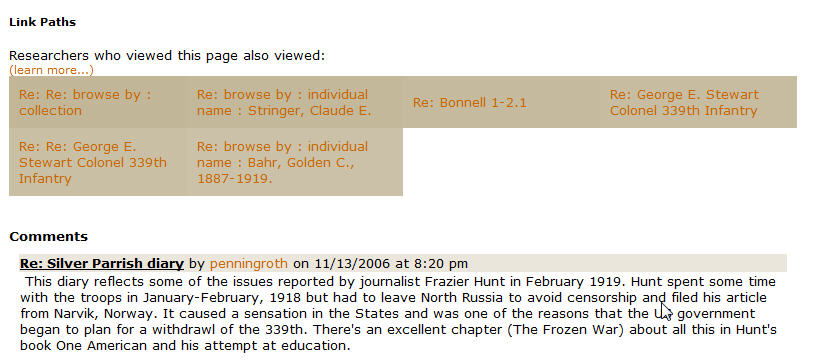 Link Paths
Researchers who viewed this page also viewed:
(learn more...)
Re: Re: browse by :
collection
Re: browse by : individual
name : Stringer, Claude E.
Re: Bonnell 1-2.1
Re: George E. Stewart
Colonel 339th Infantry
Re: Re: George E.
Stewart Colonel 339th
Infantry
Re: browse by : individual
name : Bahr, Golden C.,
1887-1919.
Comments
Re: Silver Parrish diary by penningroth on 11/13/2006 at 8:20 pm
This diary reflects some of the issues reported by journalist Frazier Hunt in February 1919. Hunt spent some time
with the troops in January-February, 1918 but had to leave North Russia to avoid censorship and filed his article
from Narvik, Norway. It caused a sensation in the States and was one of the reasons that the government
began to plan for a withdrawl of the 339th. There's an excellent chapter (The Frozen War) about all this in Hunt's
book One American and his attempt at education.